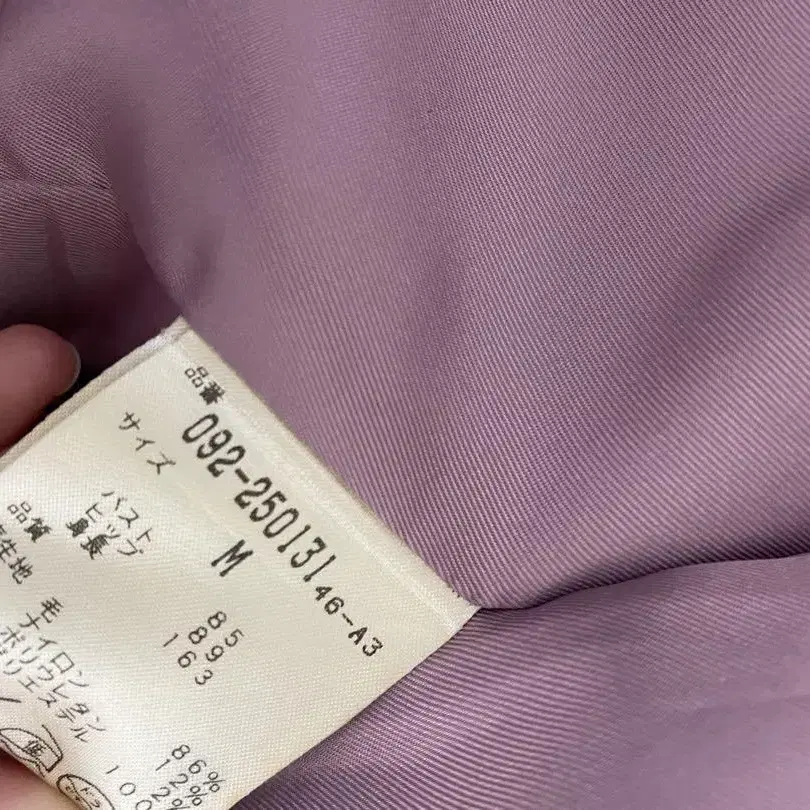 品番
092-250131 46-A3
サイズ M
バスト 85
ヒップ 89
身長 163
品質
毛 86%
ナイロン 12%
ポリウレタン 2%
ポリエステル 100